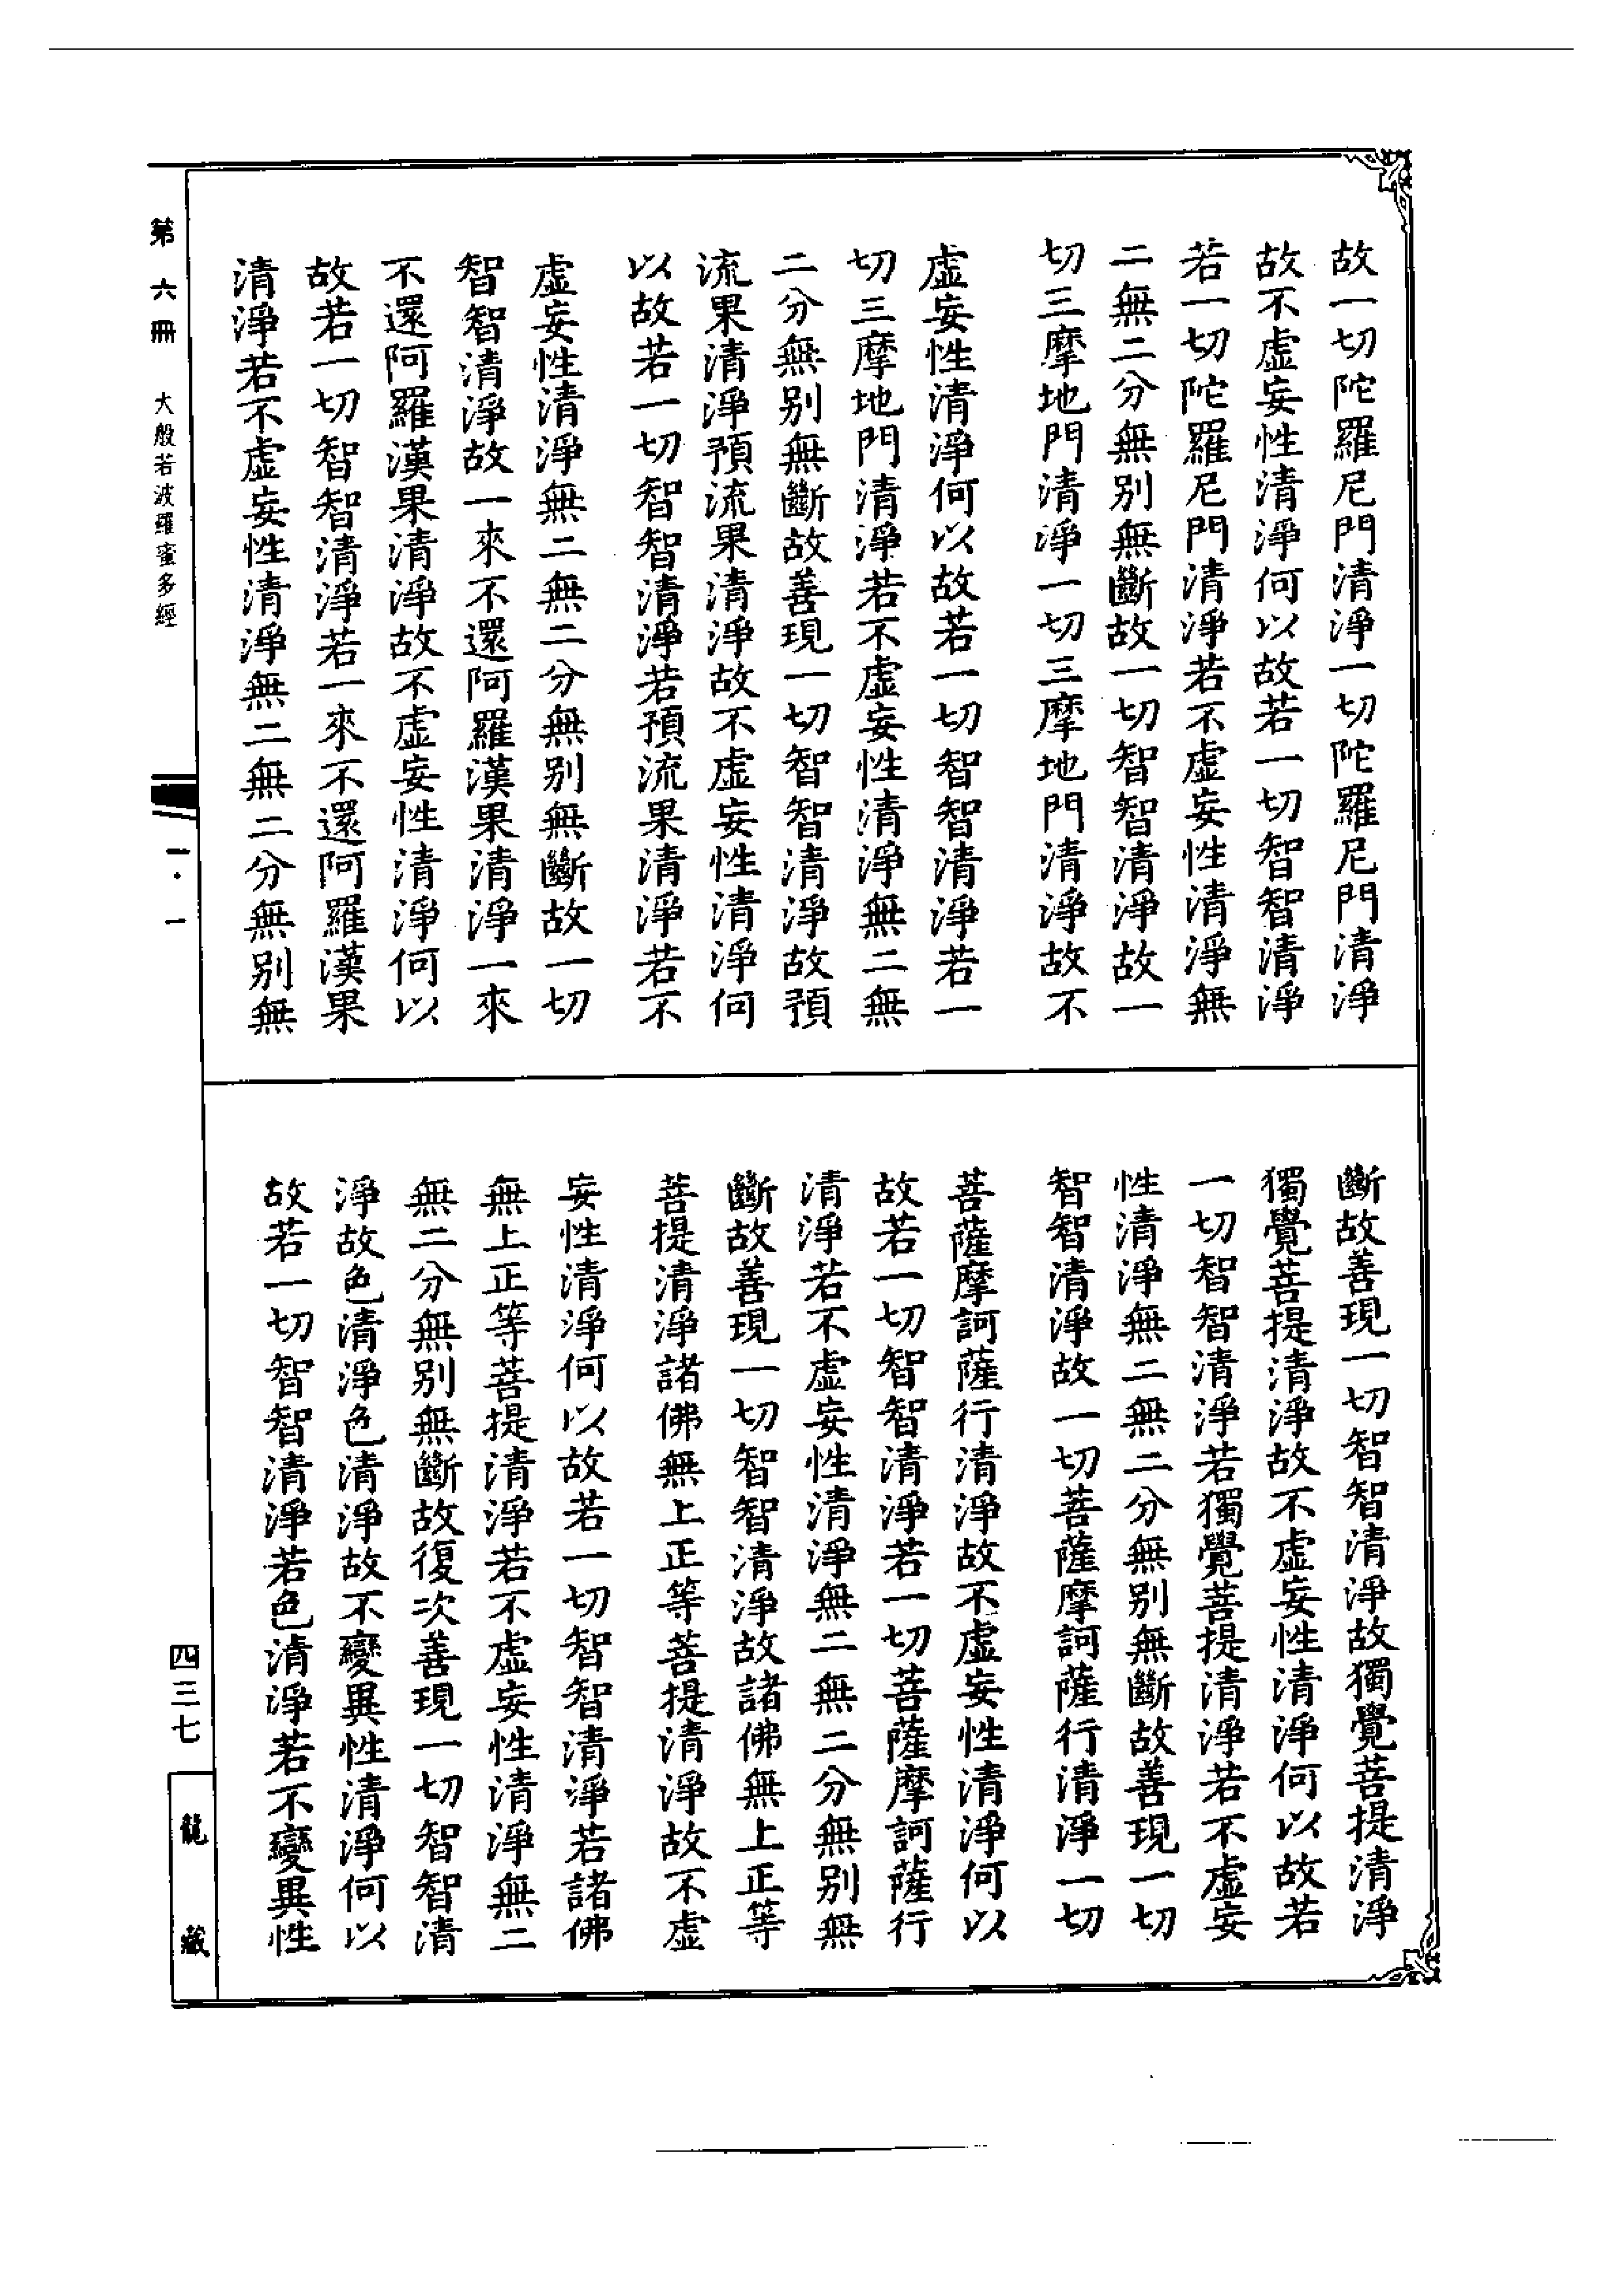 故一切陀羅尼門清淨一切陀羅尼門清淨
故不虛妄性清淨何以故若一切智智清淨
若一切陀羅尼門清淨若不虛妄性清淨無
二無二分無別無斷故一切智智清淨故一
切三摩地門清淨一切三摩地門清淨故不
虛妄性清淨何以故若一切智智清淨若一
切三摩地門清淨若不虛妄性清淨無二無
二分無別無斷故善現一切智智清淨故預
流果清淨預流果清淨故不虛妄性清淨何
以故若一切智智清淨若預流果清淨若不
虛妄性清淨無二無二分無別無斷故一切
智智清淨故一來不還阿羅漢果清淨一來
不還阿羅漢果清淨故不虛妄性清淨何以
故若一切智智清淨若一來不還阿羅漢果
清淨若不虛妄性清淨無二無二分無別無
斷故善現一切智智清淨故獨覺菩提清淨
獨覺菩提清淨故不虛妄性清淨何以故若
一切智智清淨若獨覺菩提清淨若不虛妄
性清淨無二無二分無別無斷故善現一切
智智清淨故一切菩薩摩訶薩行清淨一切
菩薩摩訶薩行清淨故不虛妄性清淨何以
故若一切智智清淨若一切菩薩摩訶薩行
清淨若不虛妄性清淨無二無二分無別無
斷故善現一切智智清淨故諸佛無上正等
菩提清淨諸佛無上正等菩提清淨故不虛
妄性清淨何以故若一切智智清淨若諸佛
無上正等菩提清淨若不虛妄性清淨無二
無二分無別無斷故復次善現一切智智清
淨故色清淨色清淨故不變異性清淨何以
故若一切智智清淨若色清淨若不變異性
第六冊 大般若波羅蜜多經
一·一
四三七
龍藏